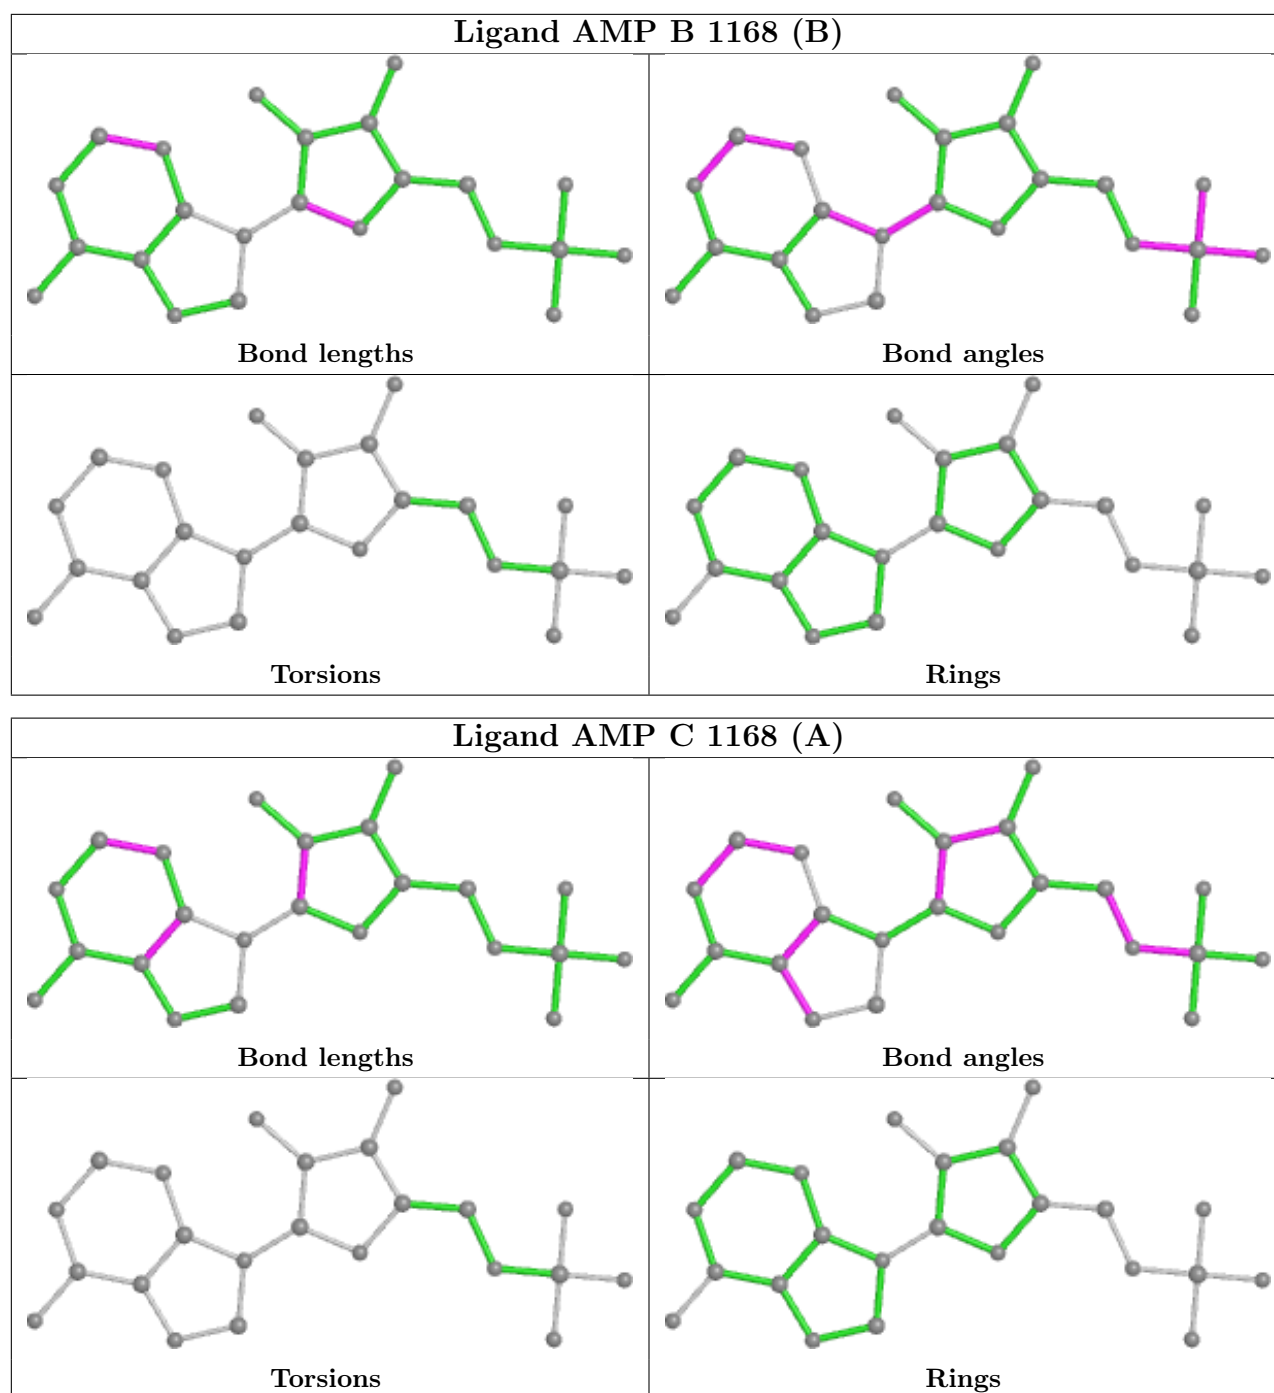 Ligand AMP B 1168 (B)
Bond lengths
Bond angles
Torsions
Rings
Ligand AMP C 1168 (A)
Bond lengths
Bond angles
Torsions
Rings